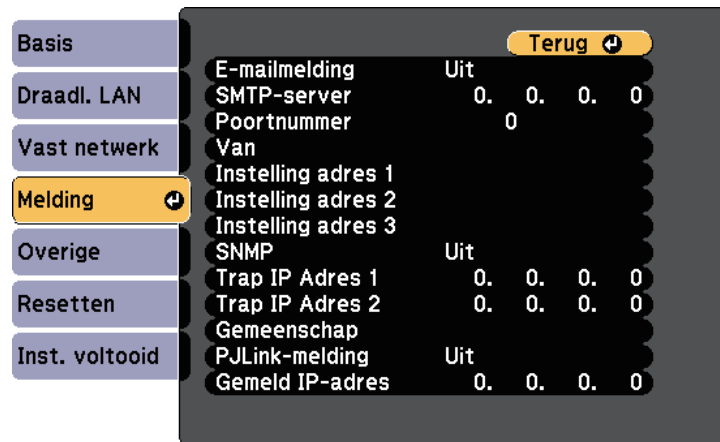 Basis
Draadl. LAN
Vast netwerk
Melding
Overige
Resetten
Inst. voltooid
Terug
E-mailmelding Uit
SMTP-server 0. 0. 0. 0
Poortnummer 0
Van
Instelling adres 1
Instelling adres 2
Instelling adres 3
SNMP Uit
Trap IP Adres 1 0. 0. 0. 0
Trap IP Adres 2 0. 0. 0. 0
Gemeenschap
PJLink-melding Uit
Gemeld IP-adres 0. 0. 0. 0